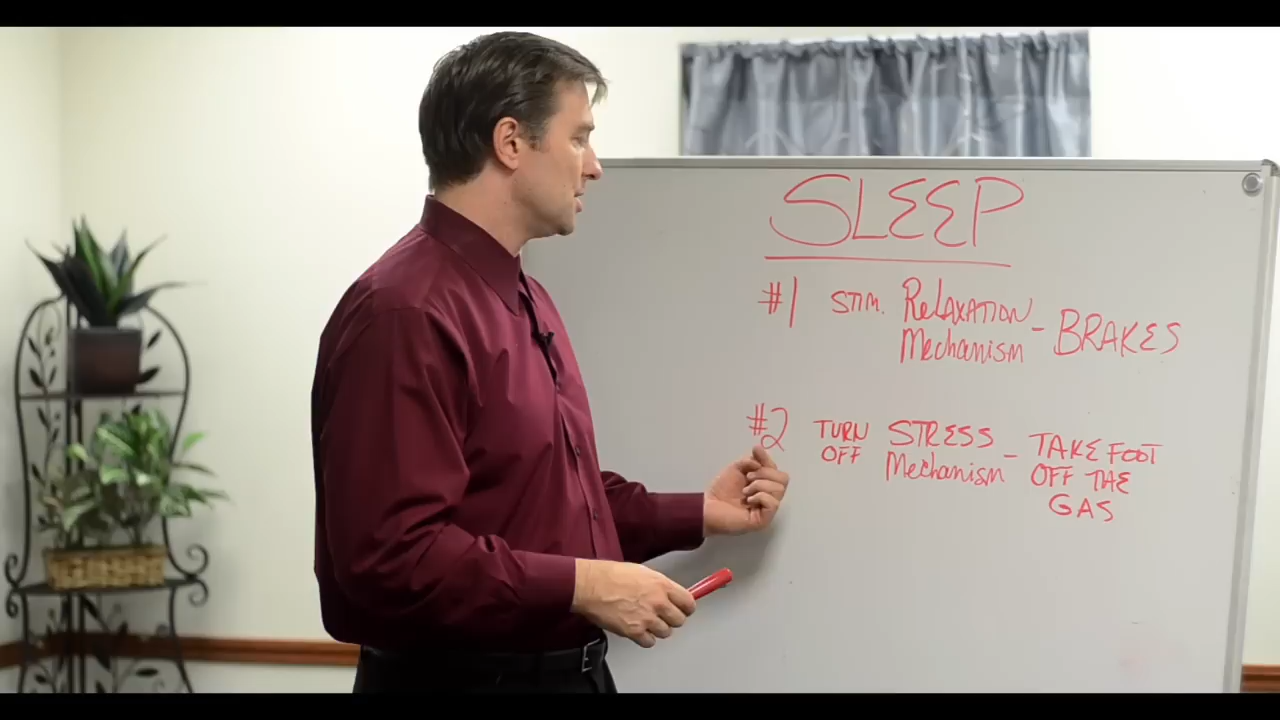 SLEEP
#1 STIM. RELAXATION
MechANISM - BRAKES
#2 TURN OFF STRESS
MechANISM - TAKE FOOT
OFF THE
GAS